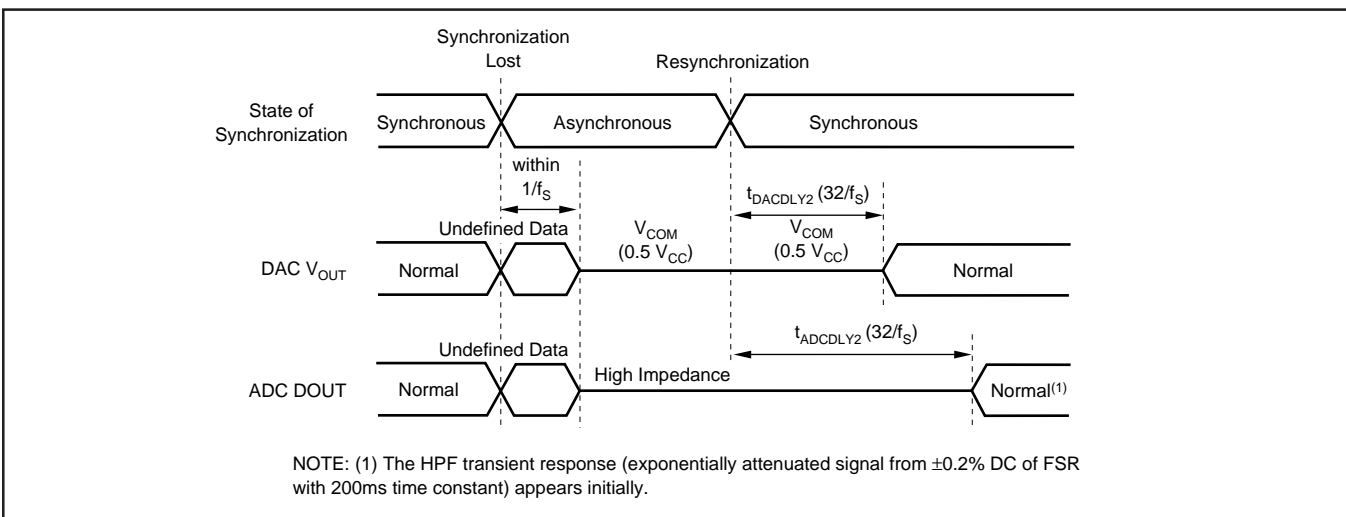 Synchronization
Lost
Resynchronization
State of
Synchronization
Synchronous
Asynchronous
Synchronous
within
1/fS
tDACDLY2 (32/fS)
Undefined Data
VCOM
(0.5 VCC)
VCOM
(0.5 VCC)
DAC VOUT
Normal
Normal
tADCDLY2 (32/fS)
Undefined Data
High Impedance
ADC DOUT
Normal
Normal(1)
NOTE: (1) The HPF transient response (exponentially attenuated signal from ±0.2% DC of FSR
with 200ms time constant) appears initially.